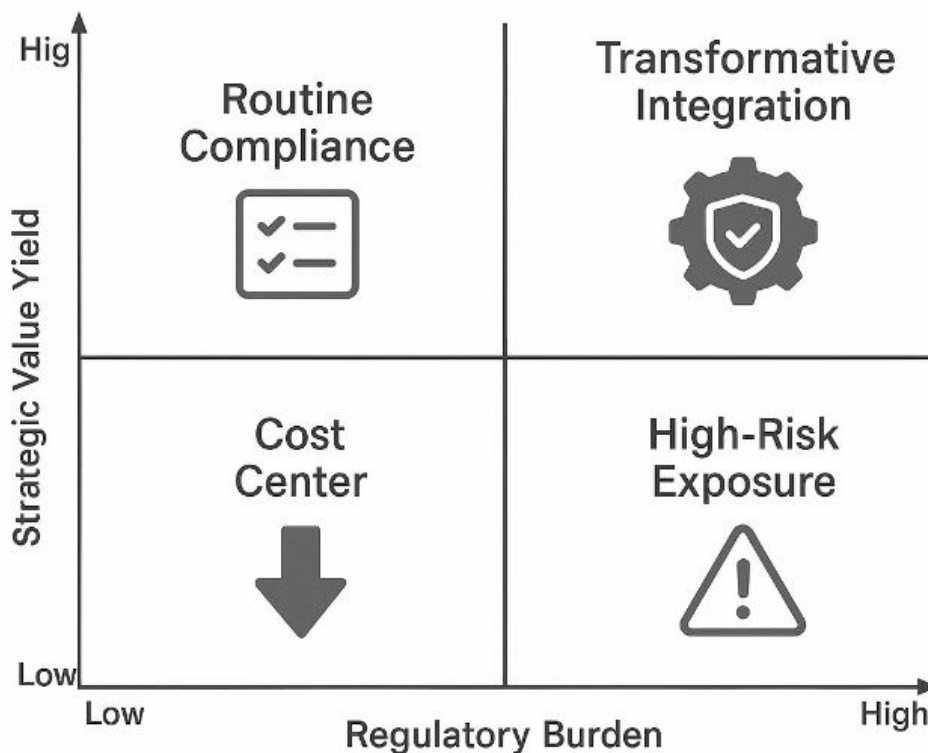 Hig
Routine
Compliance
Transformative
Integration
Strategic Value Yield
Cost
Center
High-Risk
Exposure
Low
Low
Regulatory Burden
High